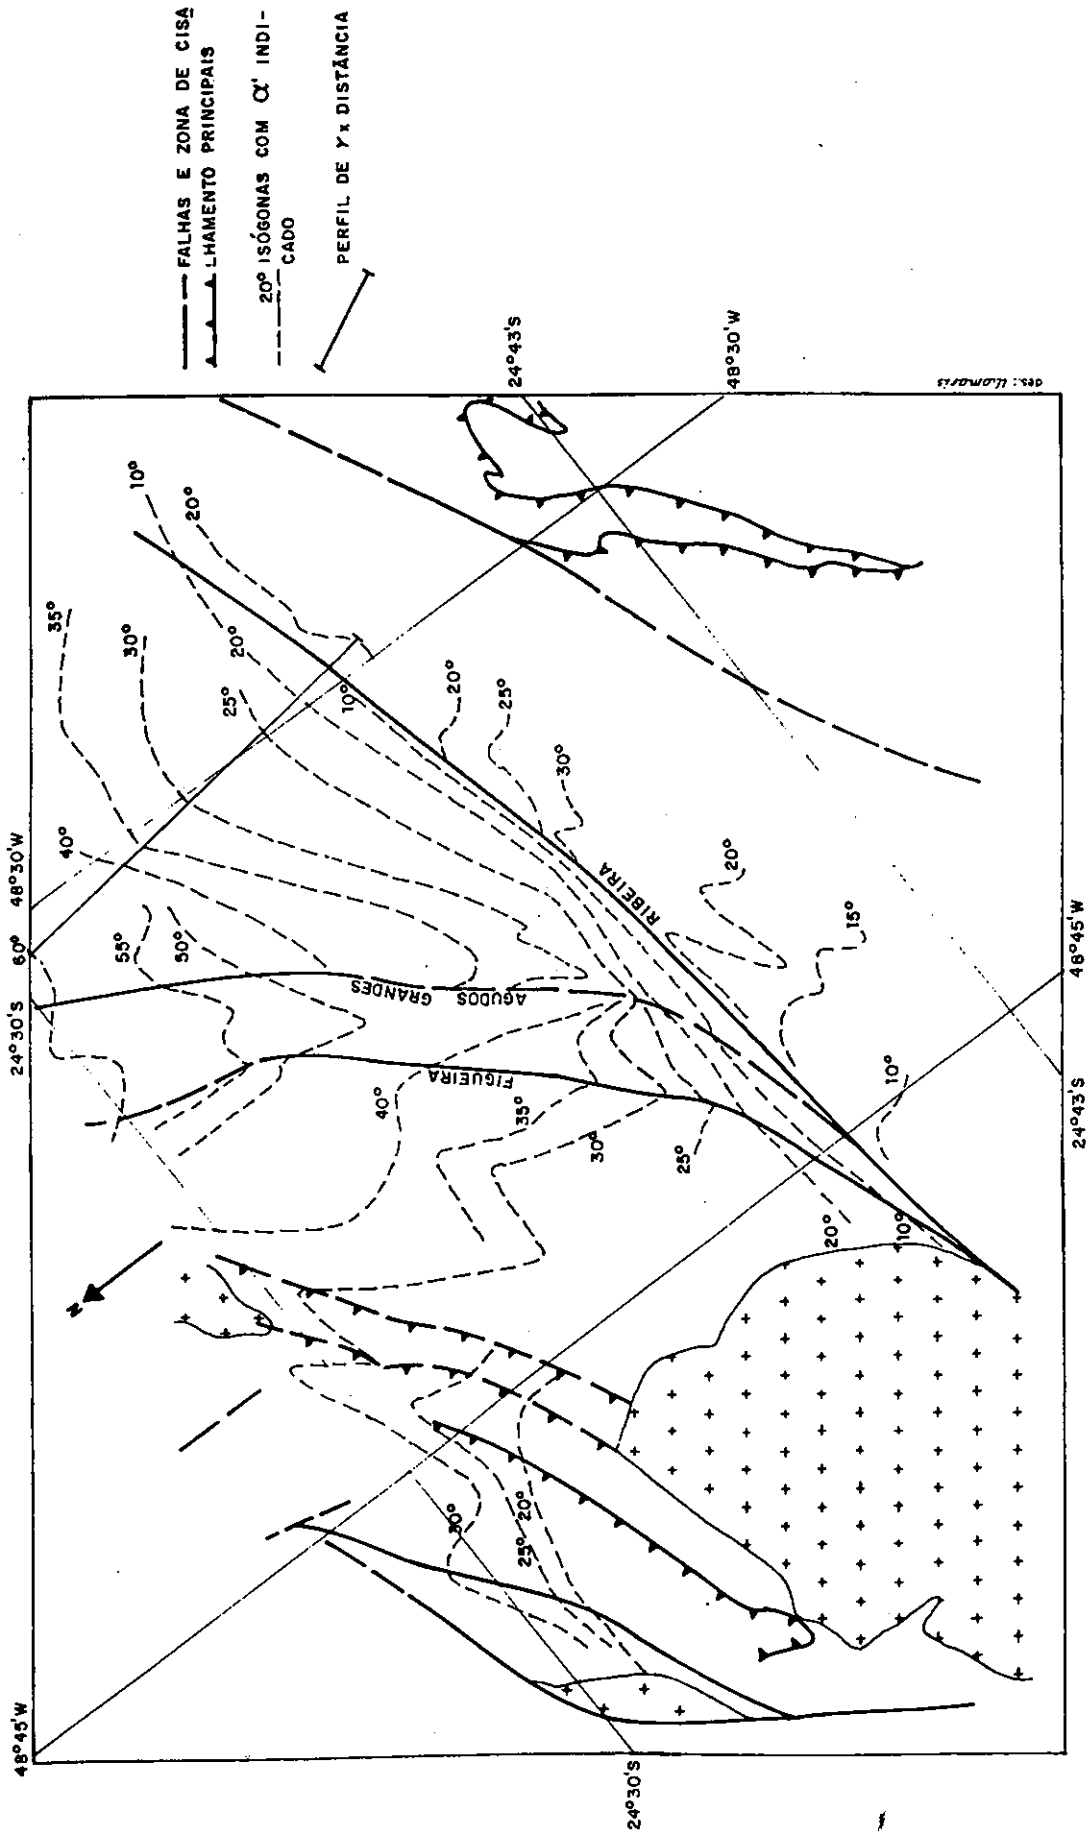 FALHAS E ZONA DE CISA
LHAMENTO PRINCIPAIS
20° ISÓGONAS COM α' INDI-
CADO
PERFIL DE γ x DISTÂNCIA
48°45'W
24°30'S
60°
48°30'W
24°30'S
24°43'S
48°45'W
24°43'S
48°30'W
N
35°
30°
10°
20°
20°
25°
40°
55°
50°
10°
20°
25°
30°
20°
15°
10°
40°
35°
30°
25°
20°
10°
30°
25°
20°
RIBEIRA
AGUDOS
GRANDES
FIGUEIRA
des.: